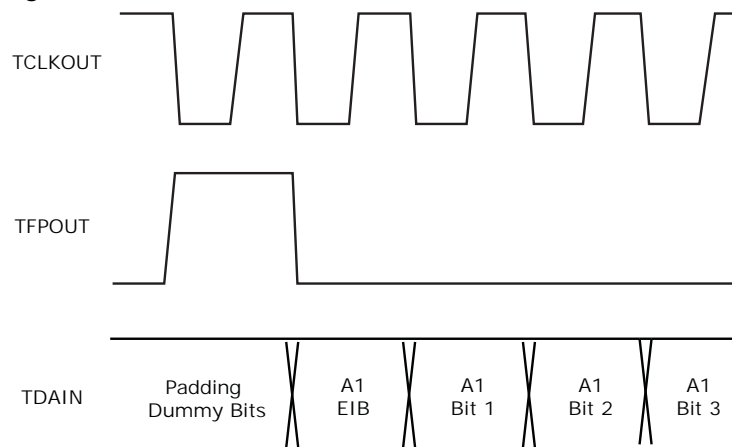 TCLKOUT
TFPOUT
TDAIN
Padding
Dummy Bits
A1
EIB
A1
Bit 1
A1
Bit 2
A1
Bit 3